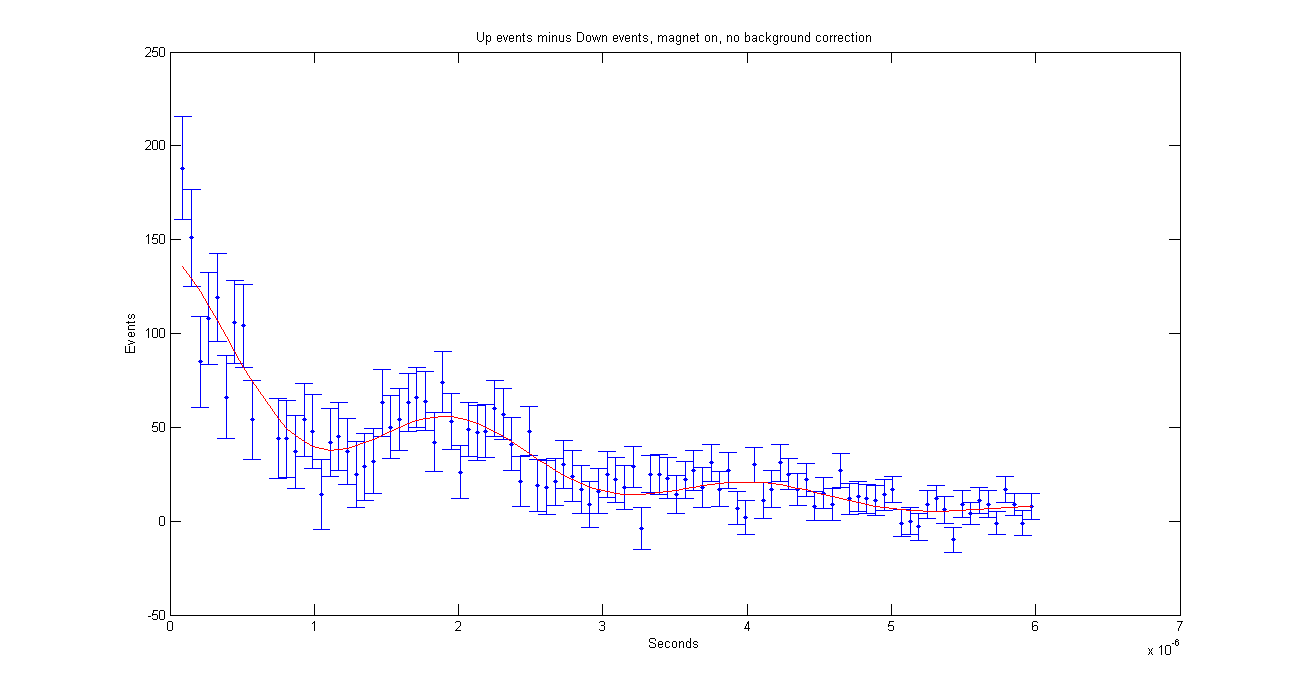 Up events minus Down events, magnet on, no background correction
250
200
150
100
50
0
-50
Events
0 1 2 3 4 5 6 7
Seconds
x 10^-6